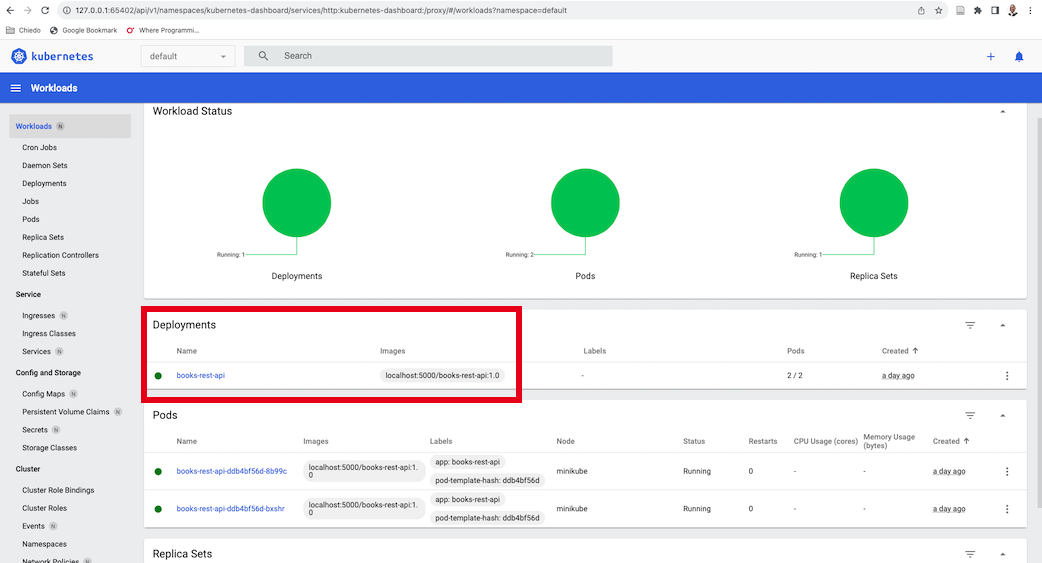 127.0.0.1:65402/api/v1/namespaces/kubernetes-dashboard/services/http:kubernetes-dashboard:/proxy/#/workloads?namespace=default
Chiedo
Google Bookmark
Where Programmi...
kubernetes
default
Search
Workloads
Workloads N
Cron Jobs
Daemon Sets
Deployments
Jobs
Pods
Replica Sets
Replication Controllers
Stateful Sets
Service
Ingresses N
Ingress Classes
Services N
Config and Storage
Config Maps N
Persistent Volume Claims N
Secrets N
Storage Classes
Cluster
Cluster Role Bindings
Cluster Roles
Events N
Namespaces
Network Policies N
Workload Status
Running: 1
Deployments
Running: 2
Pods
Running: 1
Replica Sets
Deployments
Name Images Labels Pods Created
books-rest-api localhost:5000/books-rest-api:1.0 - 2 / 2 a day ago
Pods
Name Images Labels Node Status Restarts CPU Usage (cores) Memory Usage (bytes) Created
books-rest-api-ddb4bf56d-8b99c localhost:5000/books-rest-api:1.0 app: books-rest-api pod-template-hash: ddb4bf56d minikube Running 0 - - a day ago
books-rest-api-ddb4bf56d-bxshr localhost:5000/books-rest-api:1.0 app: books-rest-api pod-template-hash: ddb4bf56d minikube Running 0 - - a day ago
Replica Sets